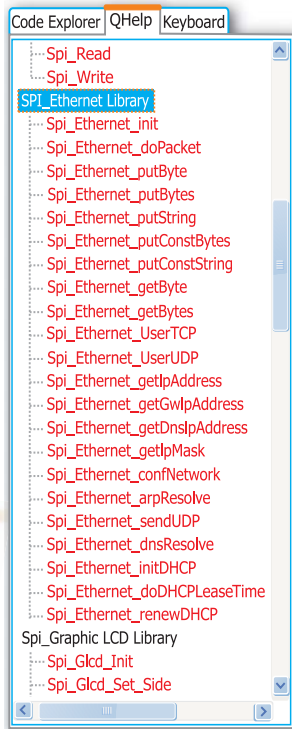 Code Explorer QHelp Keyboard
Spi_Read
Spi_Write
SPI_Ethernet Library
Spi_Ethernet_init
Spi_Ethernet_doPacket
Spi_Ethernet_putByte
Spi_Ethernet_putBytes
Spi_Ethernet_putString
Spi_Ethernet_putConstBytes
Spi_Ethernet_putConstString
Spi_Ethernet_getByte
Spi_Ethernet_getBytes
Spi_Ethernet_UserTCP
Spi_Ethernet_UserUDP
Spi_Ethernet_getIpAddress
Spi_Ethernet_getGwIpAddress
Spi_Ethernet_getDnsIpAddress
Spi_Ethernet_getIpMask
Spi_Ethernet_confNetwork
Spi_Ethernet_arpResolve
Spi_Ethernet_sendUDP
Spi_Ethernet_dnsResolve
Spi_Ethernet_initDHCP
Spi_Ethernet_doDHCPLeaseTime
Spi_Ethernet_renewDHCP
Spi_Graphic LCD Library
Spi_Glcd_Init
Spi_Glcd_Set_Side